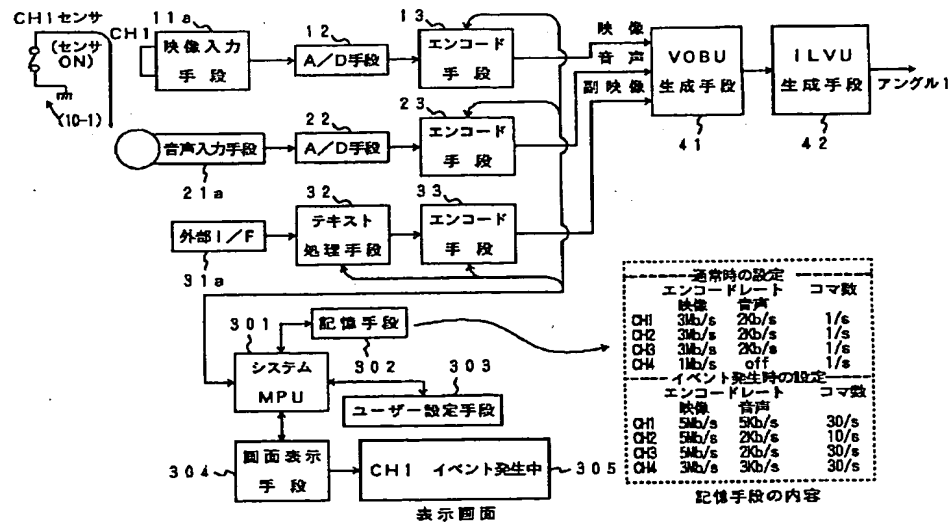 CH1センサ
(センサ
ON)
(10-1)
CH1
11a
映像入力
手段
12
A/D手段
13
エンコード
手段
映像
音声
副映像
VOBU
生成手段
41
ILVU
生成手段
42
アングル1
音声入力手段
21a
22
A/D手段
23
エンコード
手段
外部I/F
31a
32
テキスト
処理手段
33
エンコード
手段
301
システム
MPU
記憶手段
302
303
ユーザー設定手段
304
画面表示
手段
CH1 イベント発生中
305
表示画面
通常時の設定
エンコードレート コマ数
映像 音声
CH1 3Mb/s 2Kb/s 1/s
CH2 3Mb/s 2Kb/s 1/s
CH3 3Mb/s 2Kb/s 1/s
CH4 1Mb/s off 1/s
イベント発生時の設定
エンコードレート コマ数
映像 音声
CH1 5Mb/s 5Kb/s 30/s
CH2 5Mb/s 2Kb/s 10/s
CH3 5Mb/s 2Kb/s 30/s
CH4 3Mb/s 3Kb/s 30/s
記憶手段の内容